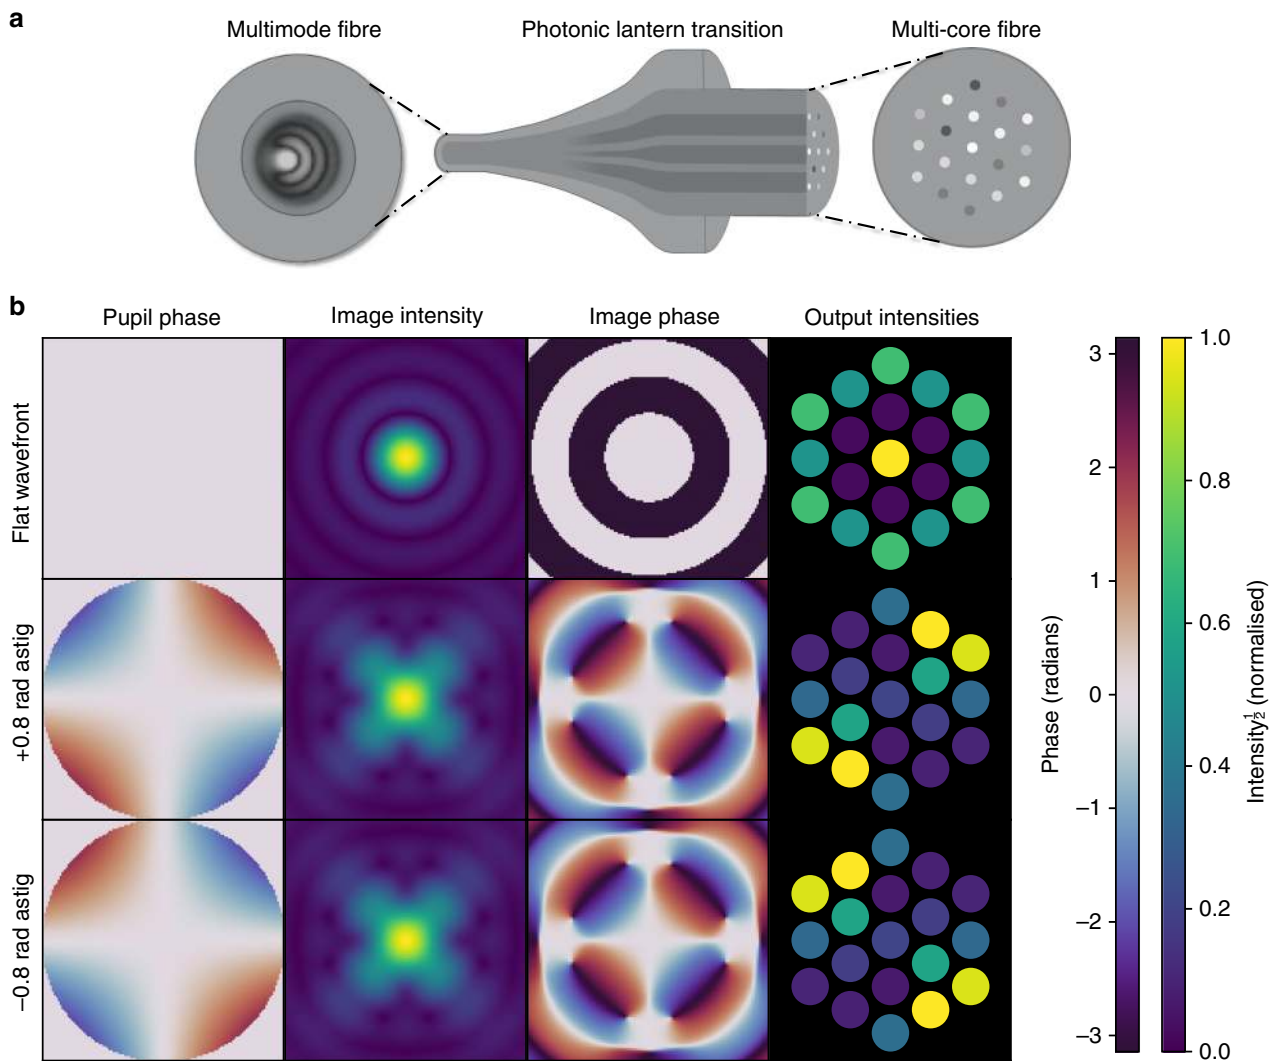 a
Multimode fibre
Photonic lantern transition
Multi-core fibre
b
Pupil phase
Image intensity
Image phase
Output intensities
Flat wavefront
+0.8 rad astig
−0.8 rad astig
3
2
1
0
−1
−2
−3
Phase (radians)
1.0
0.8
0.6
0.4
0.2
0.0
Intensity^{1/2} (normalised)